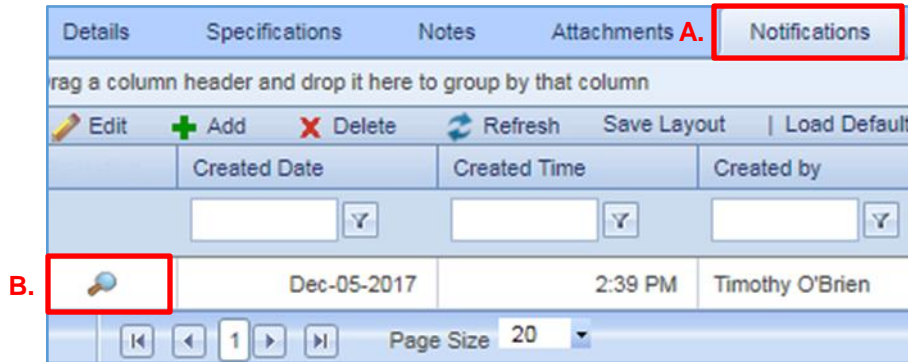 Details Specifications Notes Attachments A. Notifications
rag a column header and drop it here to group by that column
Edit Add Delete Refresh Save Layout | Load Default
Created Date Created Time Created by
B. Dec-05-2017 2:39 PM Timothy O'Brien
1 Page Size 20